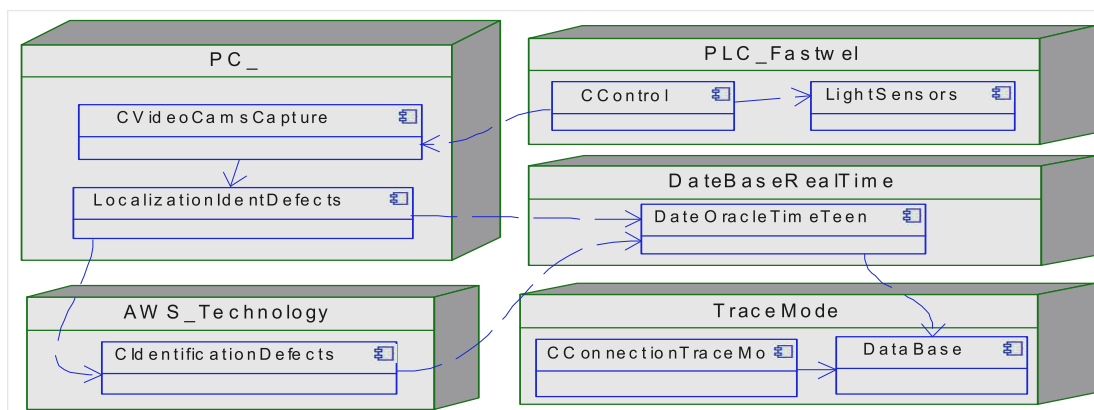 PC_
CVideoCamsCapture
LocalizationIdentDefects
PLC_Fastwel
CControl
LightSensors
DateBaseRealTime
DateOracleTimeTeen
AWS_Technology
CIdentificationDefects
TraceMode
CConnectionTraceMo
DataBase